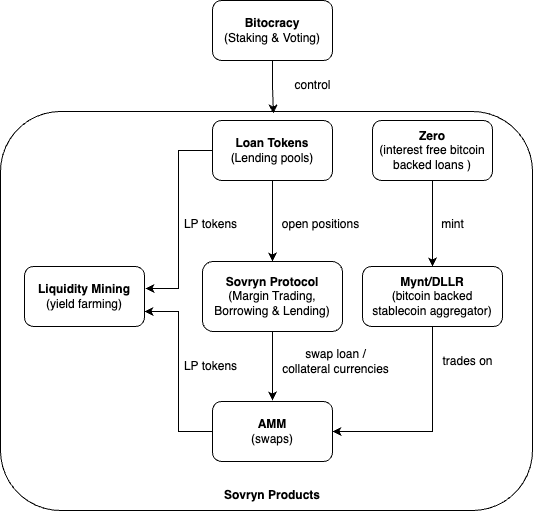 Bitocracy
(Staking & Voting)
control
Loan Tokens
(Lending pools)
Zero
(interest free bitcoin
backed loans )
LP tokens
open positions
mint
Liquidity Mining
(yield farming)
Sovryn Protocol
(Margin Trading,
Borrowing & Lending)
Mynt/DLLR
(bitcoin backed
stablecoin aggregator)
LP tokens
swap loan /
collateral currencies
trades on
AMM
(swaps)
Sovryn Products